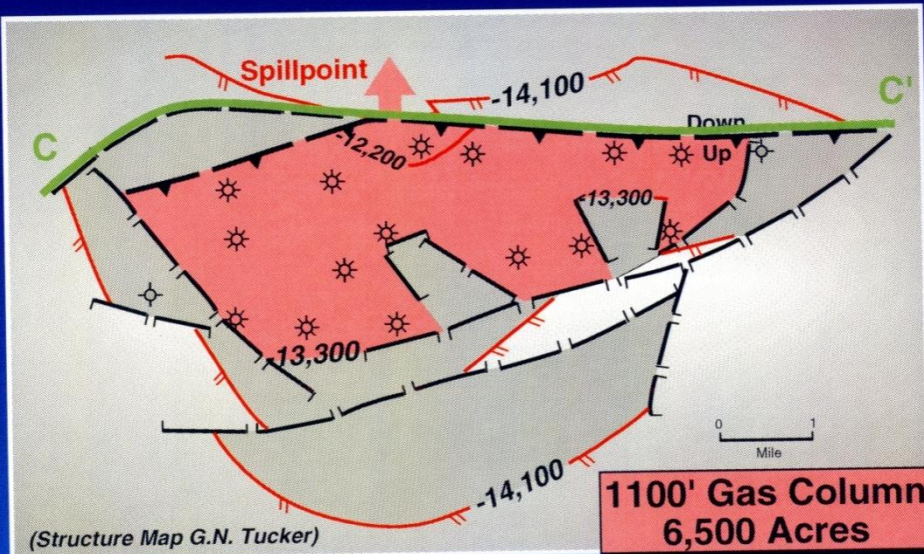 Spillpoint
-14,100
C'
C
Down
Up
-12,200
-13,300
-13,300
0 1
Mile
-14,100
1100' Gas Column
6,500 Acres
(Structure Map G.N. Tucker)